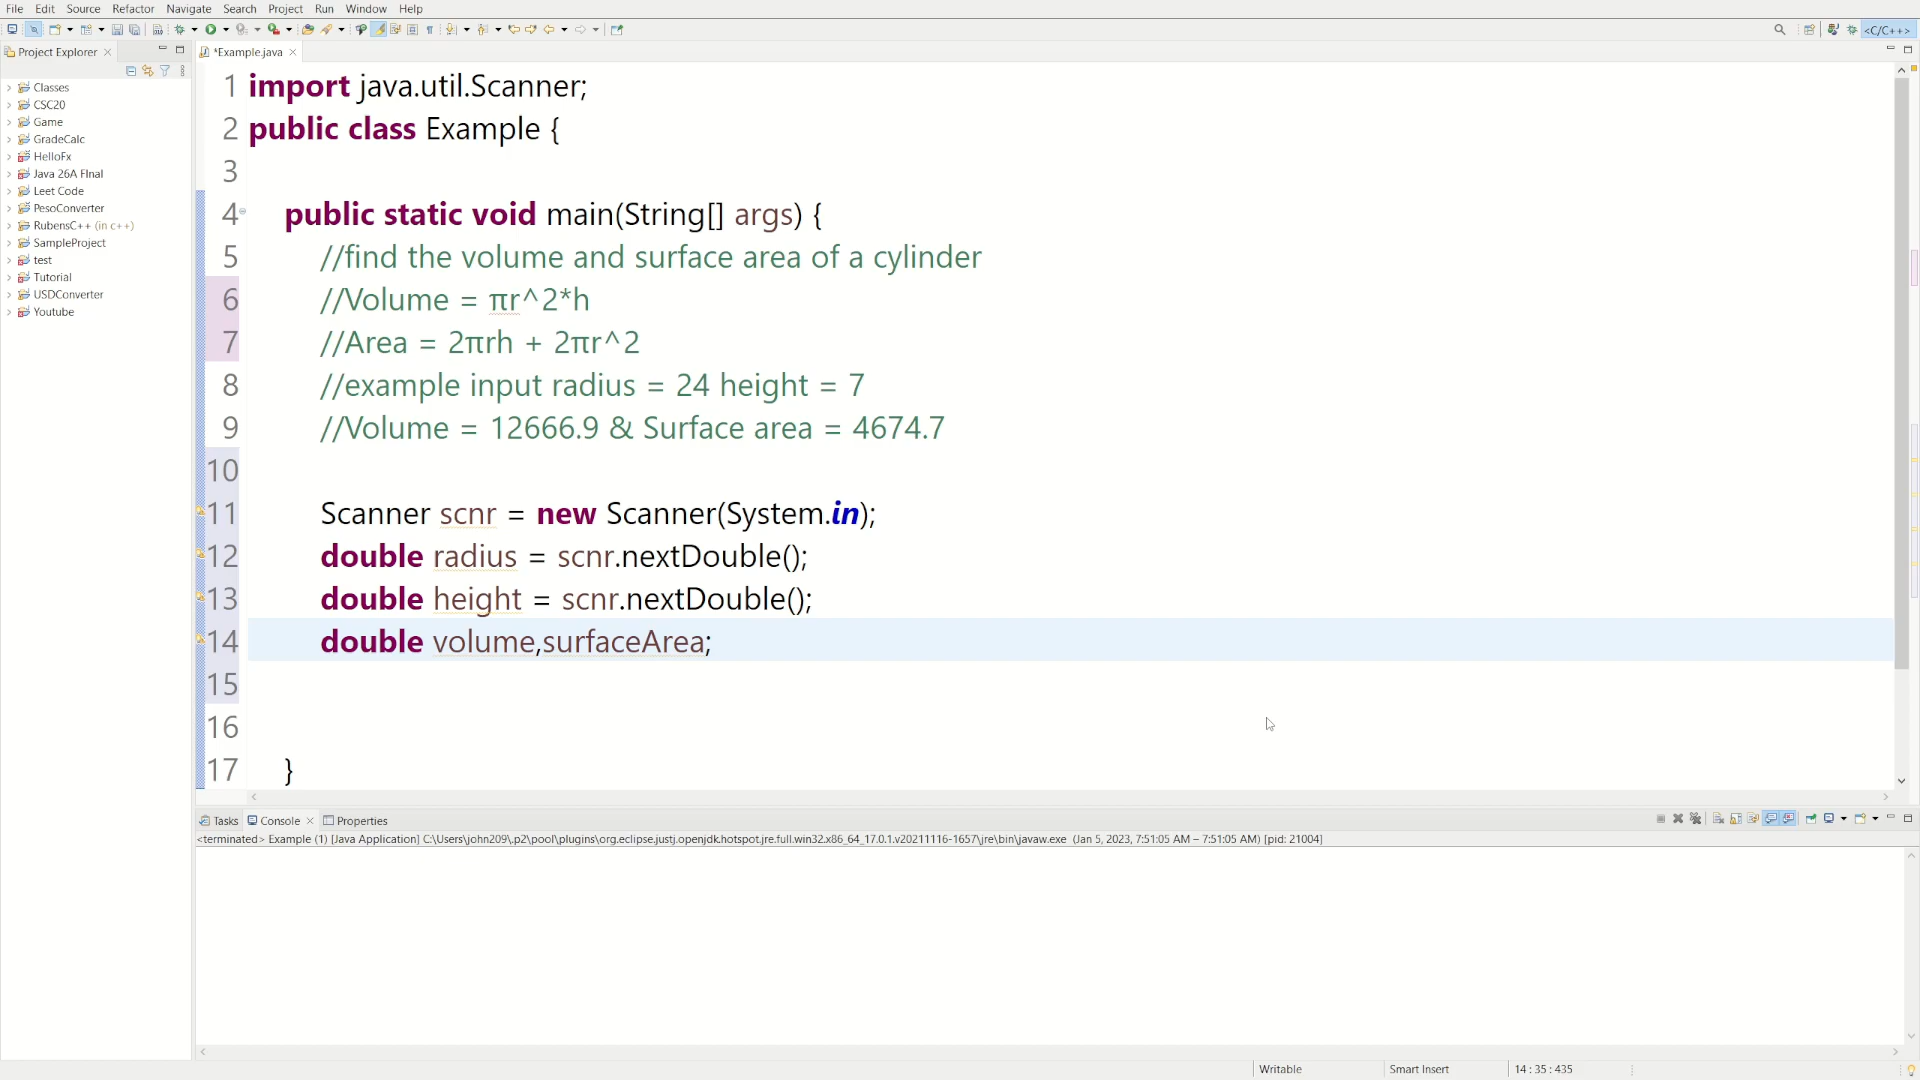 File Edit Source Refactor Navigate Search Project Run Window Help
<C/C++>
Project Explorer
*Example.java
Classes
CSC20
Game
GradeCalc
HelloFx
Java 26A FInal
Leet Code
PesoConverter
RubensC++ (in c++)
SampleProject
test
Tutorial
USDConverter
Youtube
1 import java.util.Scanner;
2 public class Example {
3
4 public static void main(String[] args) {
5 //find the volume and surface area of a cylinder
6 //Volume = πr^2*h
7 //Area = 2πrh + 2πr^2
8 //example input radius = 24 height = 7
9 //Volume = 12666.9 & Surface area = 4674.7
10
11 Scanner scnr = new Scanner(System.in);
12 double radius = scnr.nextDouble();
13 double height = scnr.nextDouble();
14 double volume,surfaceArea;
15
16
17 }
Tasks Console Properties
<terminated> Example (1) [Java Application] C:\Users\john209\.p2\pool\plugins\org.eclipse.justj.openjdk.hotspot.jre.full.win32.x86_64_17.0.1.v20211116-1657\jre\bin\javaw.exe (Jan 5, 2023, 7:51:05 AM – 7:51:05 AM) [pid: 21004]
Writable Smart Insert 14 : 35 : 435